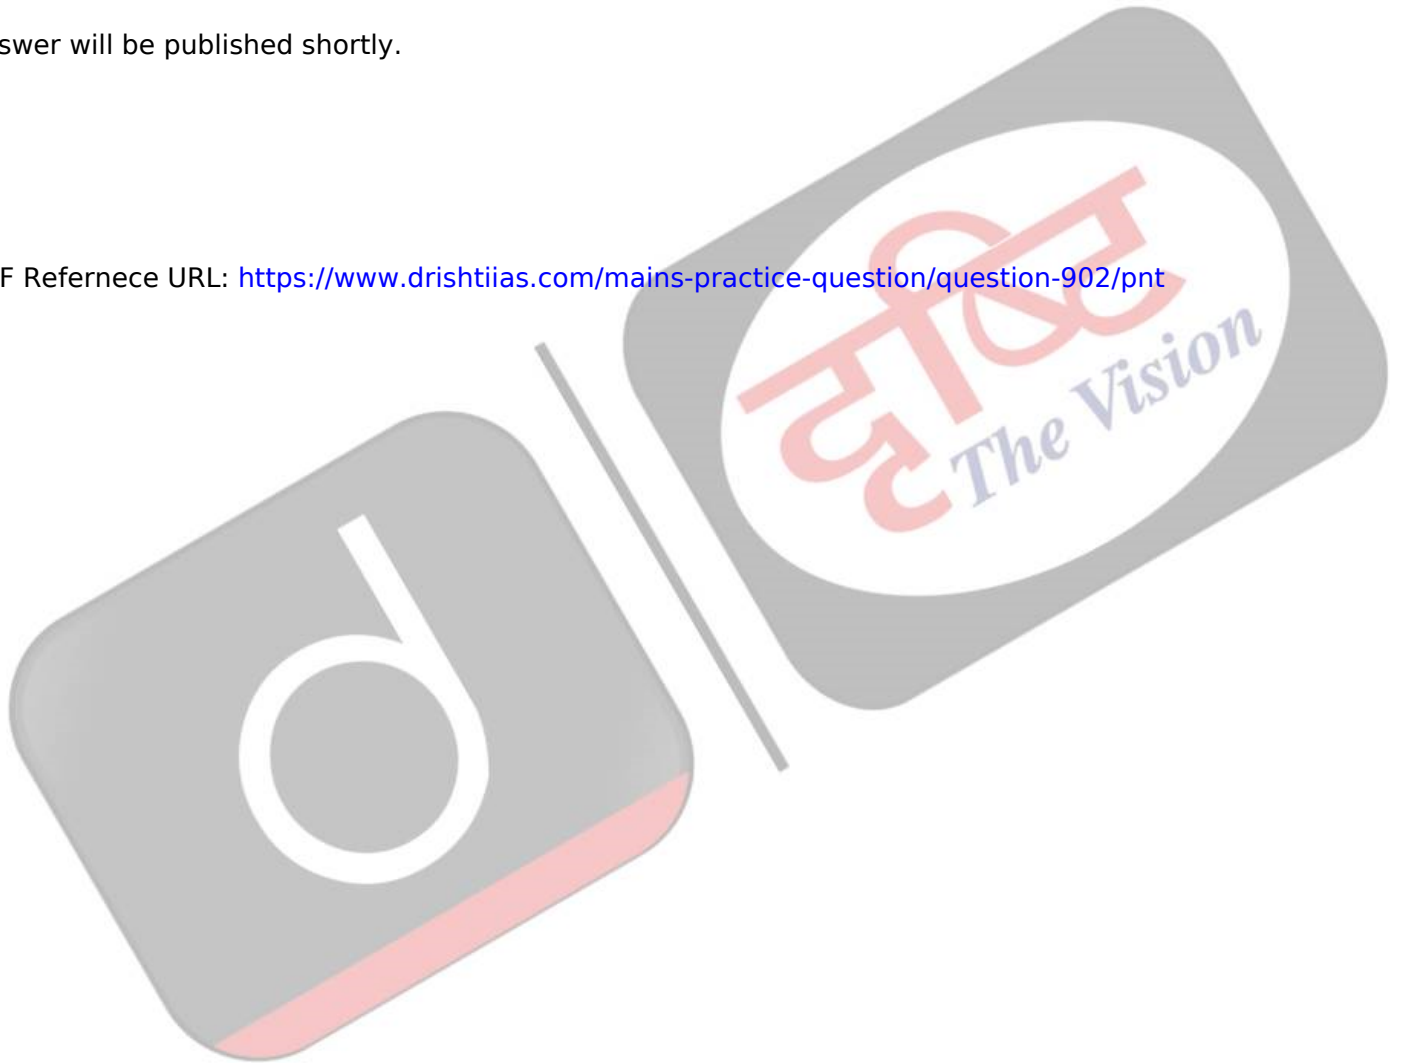 swer will be published shortly.
F Refernece URL: https://www.drishtiias.com/mains-practice-question/question-902/pnt
दृष्टि
The Vision
d